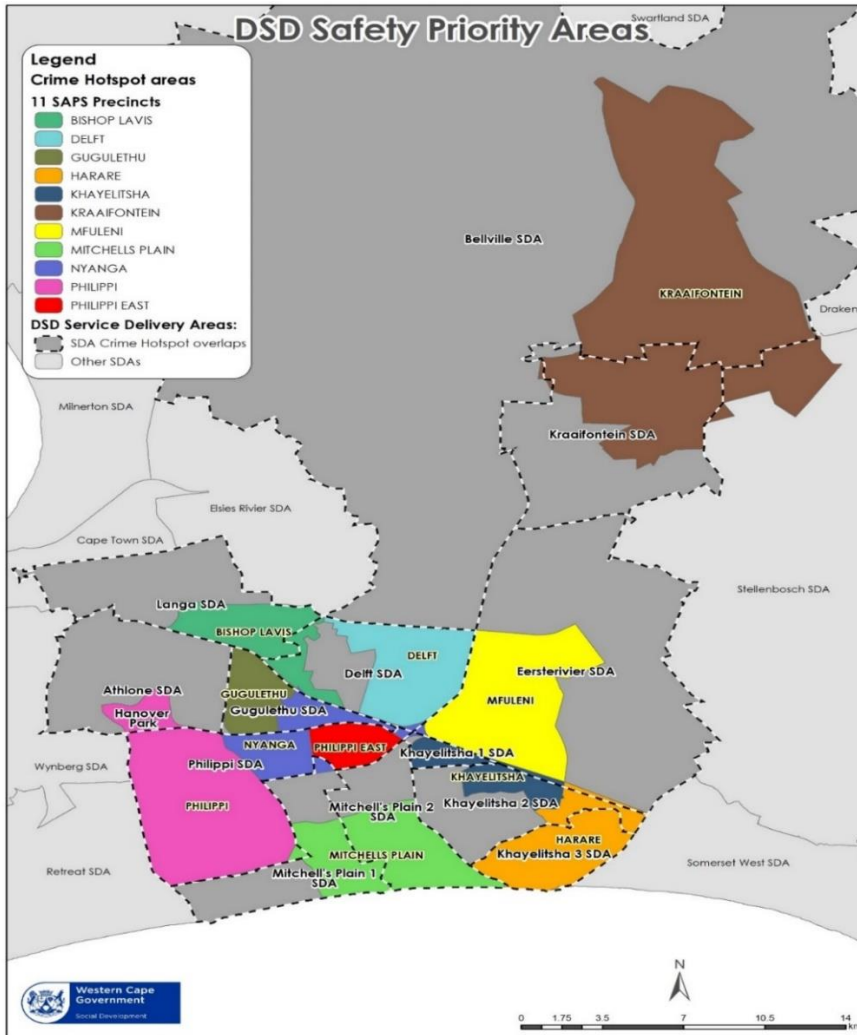 DSD Safety Priority Areas
Swartland SDA
Legend
Crime Hotspot areas
11 SAPS Precincts
BISHOP LAVIS
DELFT
GUGULETHU
HARARE
KHAYELITSHA
KRAAIFONTEIN
MFULENI
MITCHELLS PLAIN
NYANGA
PHILIPPI
PHILIPPI EAST
DSD Service Delivery Areas:
SDA Crime Hotspot overlaps
Other SDAs
Bellville SDA
KRAAIFONTEIN
Draken
Milnerton SDA
Kraaifontein SDA
Elsies Rivier SDA
Cape Town SDA
Stellenbosch SDA
Langa SDA
BISHOP LAVIS
DELFT
Delft SDA
Eersterivier SDA
MFULENI
Athlone SDA
Hanover
Park
GUGULETHU
Gugulethu SDA
NYANGA
PHILIPPI EAST
Khayelitsha 1 SDA
Wynberg SDA
Philippi SDA
KHAYELITSHA
PHILIPPI
Mitchell's Plain 2
SDA
Khayelitsha 2 SDA
HARARE
MITCHELLS PLAIN
Khayelitsha 3 SDA
Somerset West SDA
Retreat SDA
Mitchell's Plain 1
SDA
N
Western Cape
Government
Social Development
0 1.75 3.5 7 10.5 14